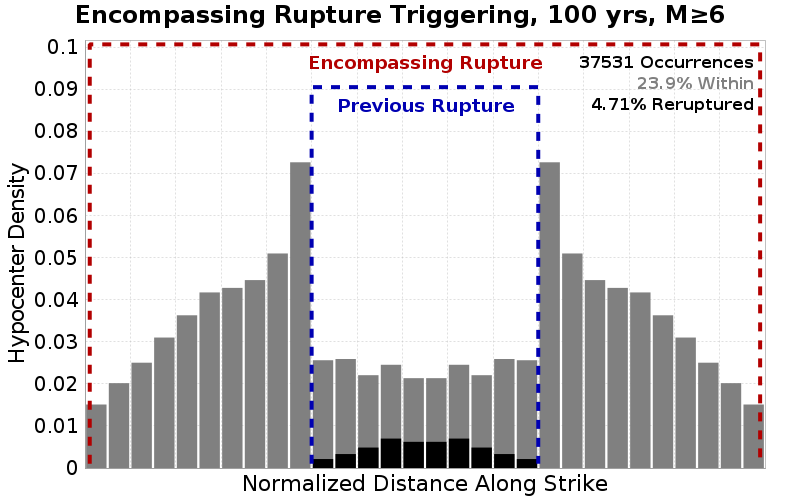 Encompassing Rupture Triggering, 100 yrs, M≥6
Encompassing Rupture
Previous Rupture
37531 Occurrences
23.9% Within
4.71% Reruptured
Hypocenter Density
0.1
0.09
0.08
0.07
0.06
0.05
0.04
0.03
0.02
0.01
0
Normalized Distance Along Strike